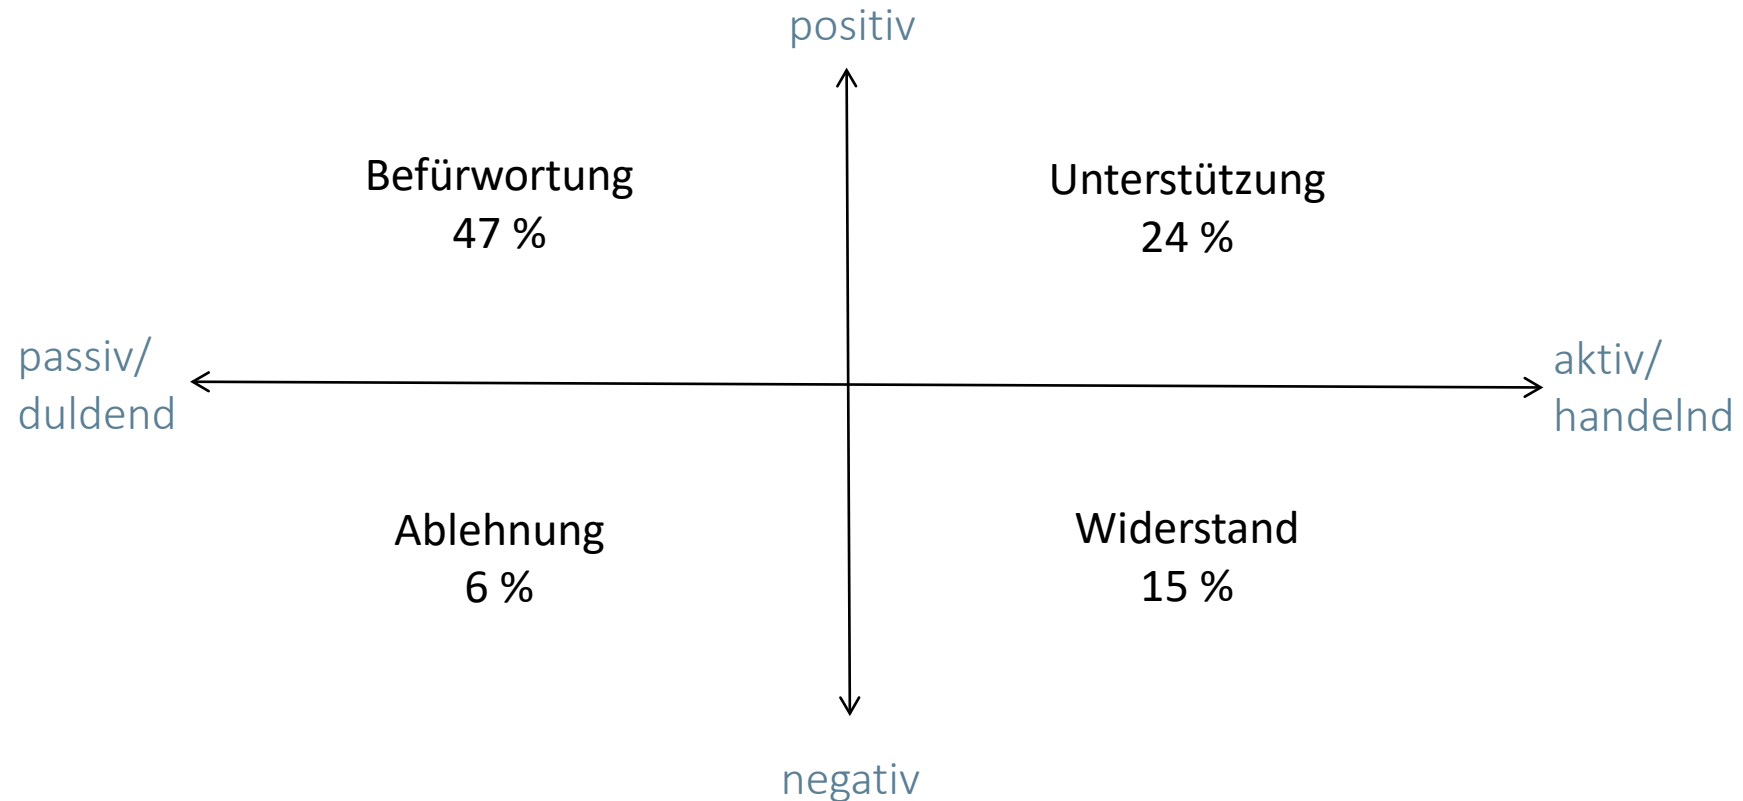 positiv
Befürwortung
47 %
Unterstützung
24 %
passiv/
duldend
aktiv/
handelnd
Ablehnung
6 %
Widerstand
15 %
negativ